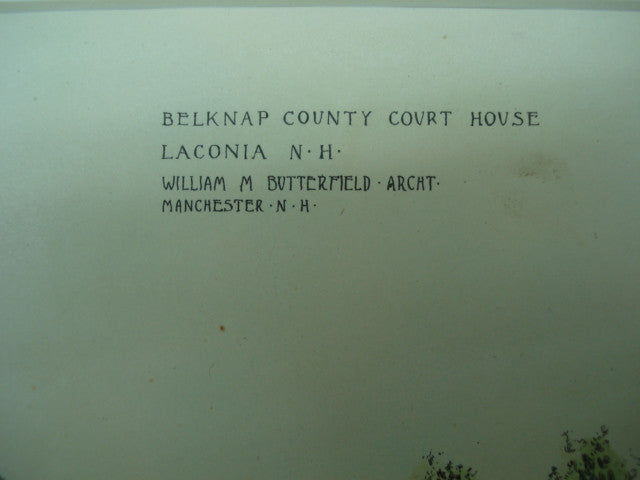 BELKNAP COUNTY COURT HOUSE
LACONIA N·H·
WILLIAM M BUTTERFIELD · ARCHT·
MANCHESTER · N · H ·